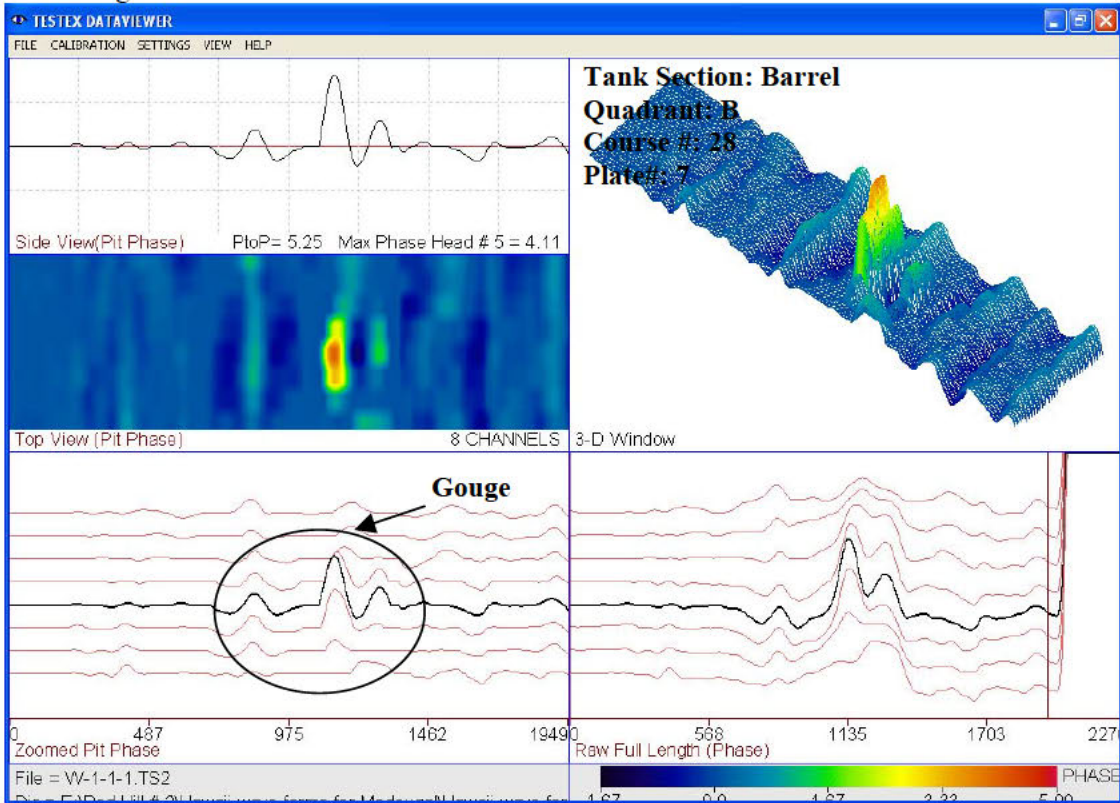 TESTEX DATAVIEWER
FILE CALIBRATION SETTINGS VIEW HELP
Side View(Pit Phase) PtoP= 5.25 Max Phase Head # 5 = 4.11
Tank Section: Barrel
Quadrant: B
Course #: 28
Plate#: 7
Top View (Pit Phase) 8 CHANNELS
3-D Window
Gouge
0 487 975 1462 19490
Zoomed Pit Phase
568 1135 1703 2270
Raw Full Length (Phase)
File = W-1-1-1.TS2
PHASE
0.0 5.00